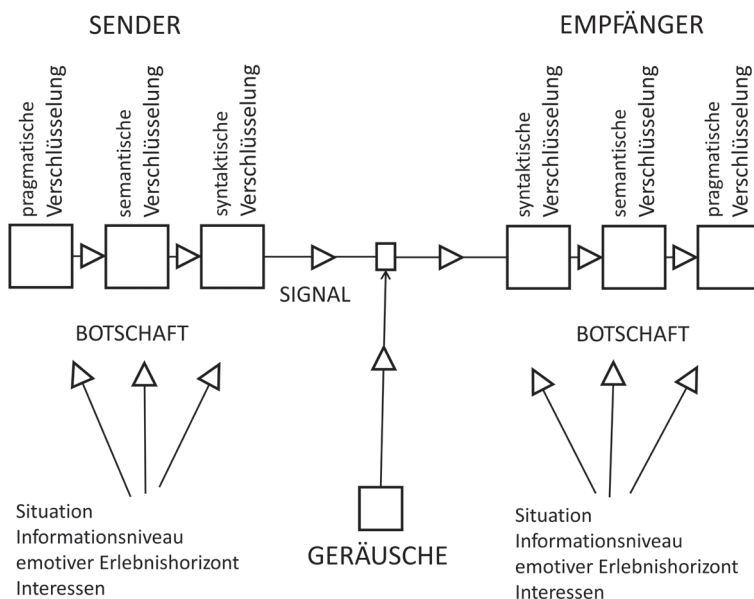 SENDER
EMPFÄNGER
pragmatische
Verschlüsselung
semantische
Verschlüsselung
syntaktische
Verschlüsselung
syntaktische
Verschlüsselung
semantische
Verschlüsselung
pragmatische
Verschlüsselung
SIGNAL
BOTSCHAFT
BOTSCHAFT
Situation
Informationsniveau
emotiver Erlebnishorizont
Interessen
GERÄUSCHE
Situation
Informationsniveau
emotiver Erlebnishorizont
Interessen